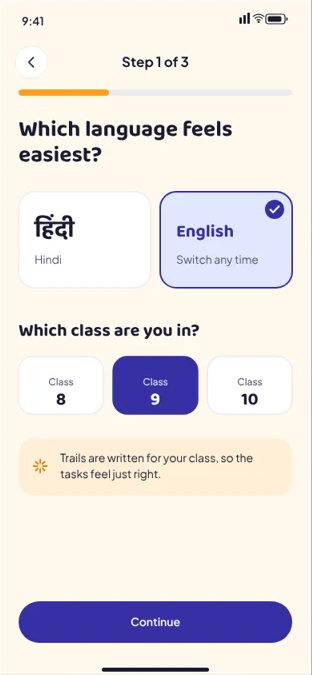 9:41
Step 1 of 3
Which language feels
easiest?
हिंदी
Hindi
English
Switch any time
Which class are you in?
Class
8
Class
9
Class
10
Trails are written for your class, so the
tasks feel just right.
Continue